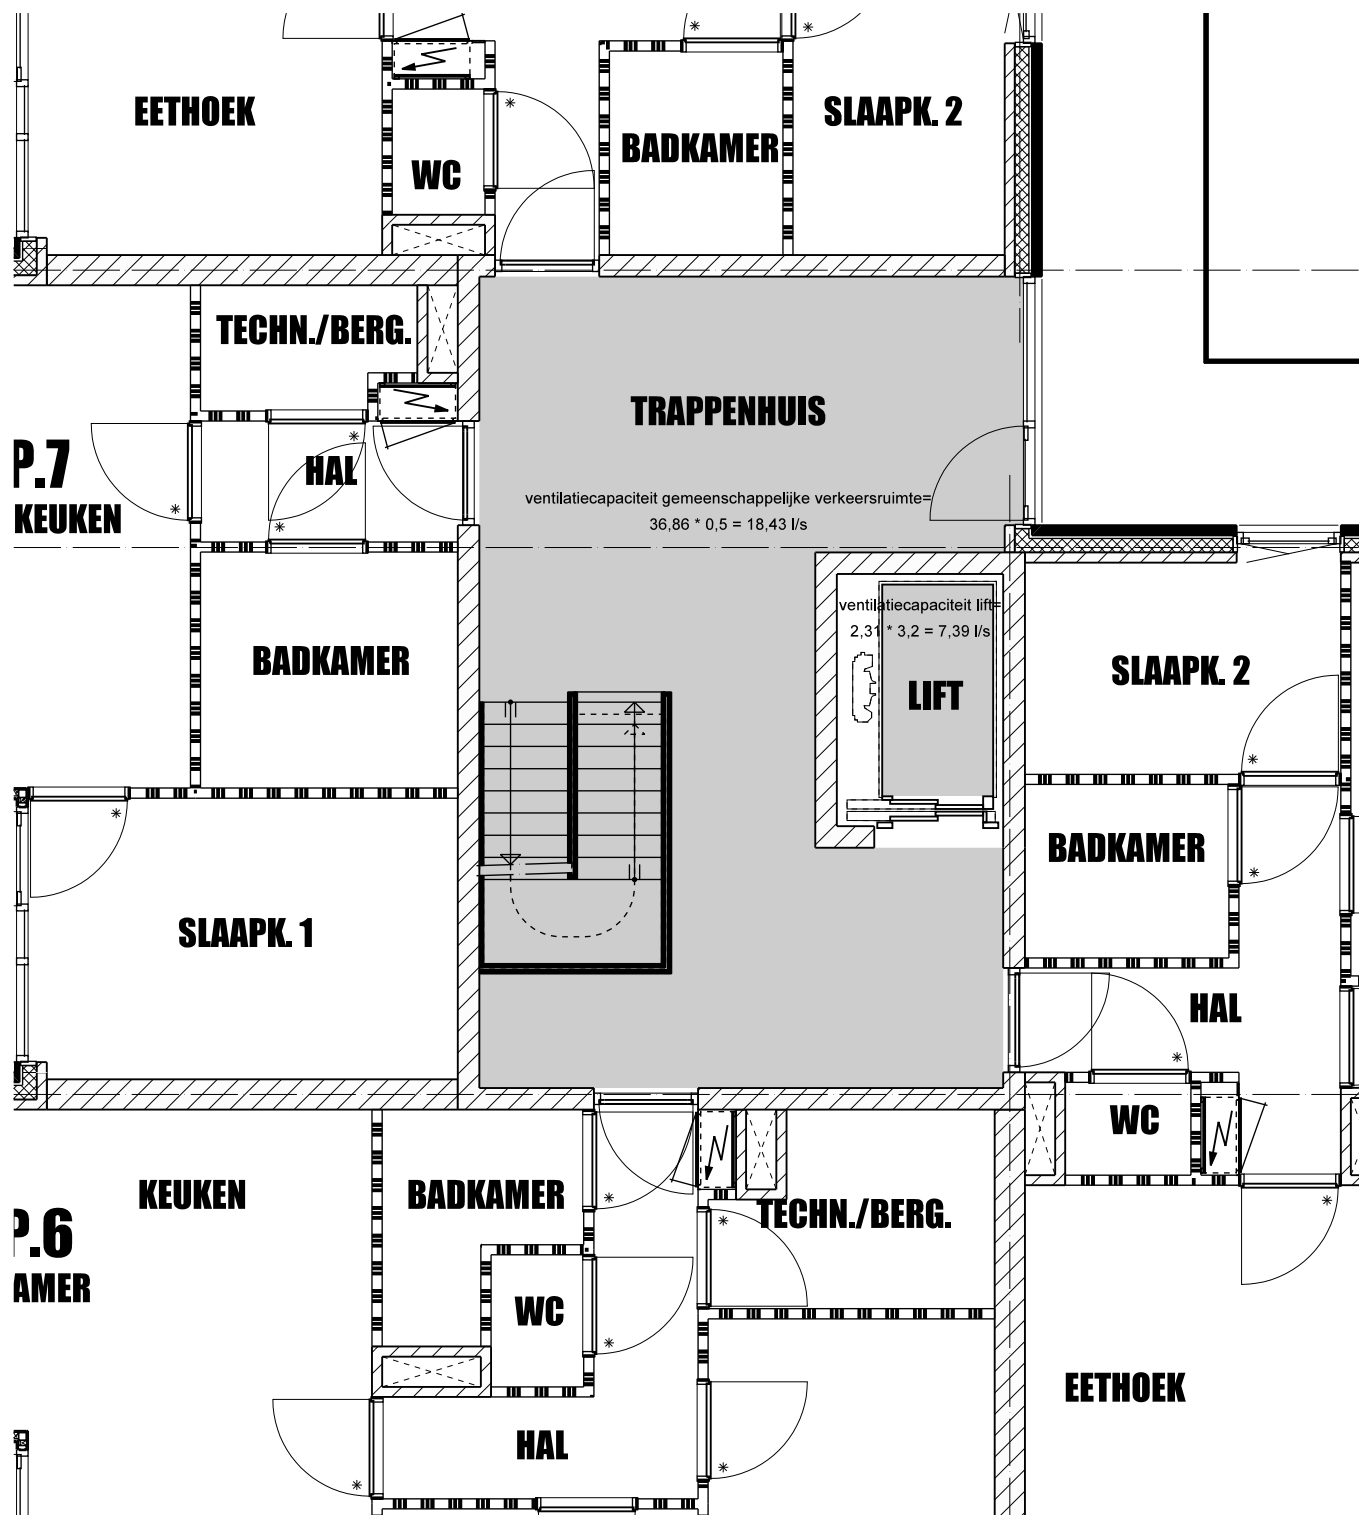 EETHOEK
SLAAPK. 2
BADKAMER
WC
TECHN./BERG.
TRAPPENHUIS
P.7
HAL
KEUKEN
ventilatiecapaciteit gemeenschappelijke verkeersruimte=
36,86 * 0,5 = 18,43 l/s
ventilatiecapaciteit lift=
2,31 * 3,2 = 7,39 l/s
BADKAMER
SLAAPK. 2
LIFT
BADKAMER
SLAAPK. 1
HAL
WC
KEUKEN
BADKAMER
TECHN./BERG.
P.6
AMER
WC
EETHOEK
HAL